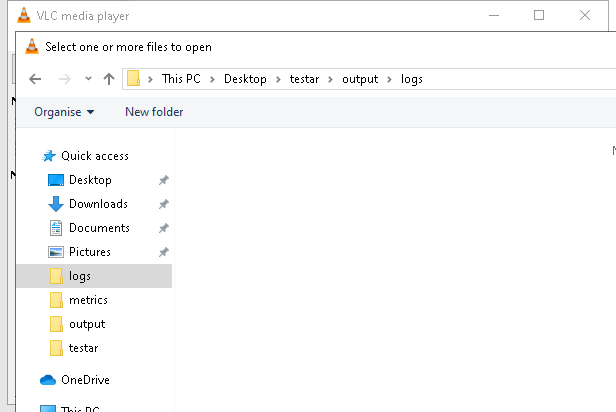 VLC media player
Select one or more files to open
This PC > Desktop > testar > output > logs
Organise New folder
Quick access
Desktop
Downloads
Documents
Pictures
logs
metrics
output
testar
OneDrive
This PC